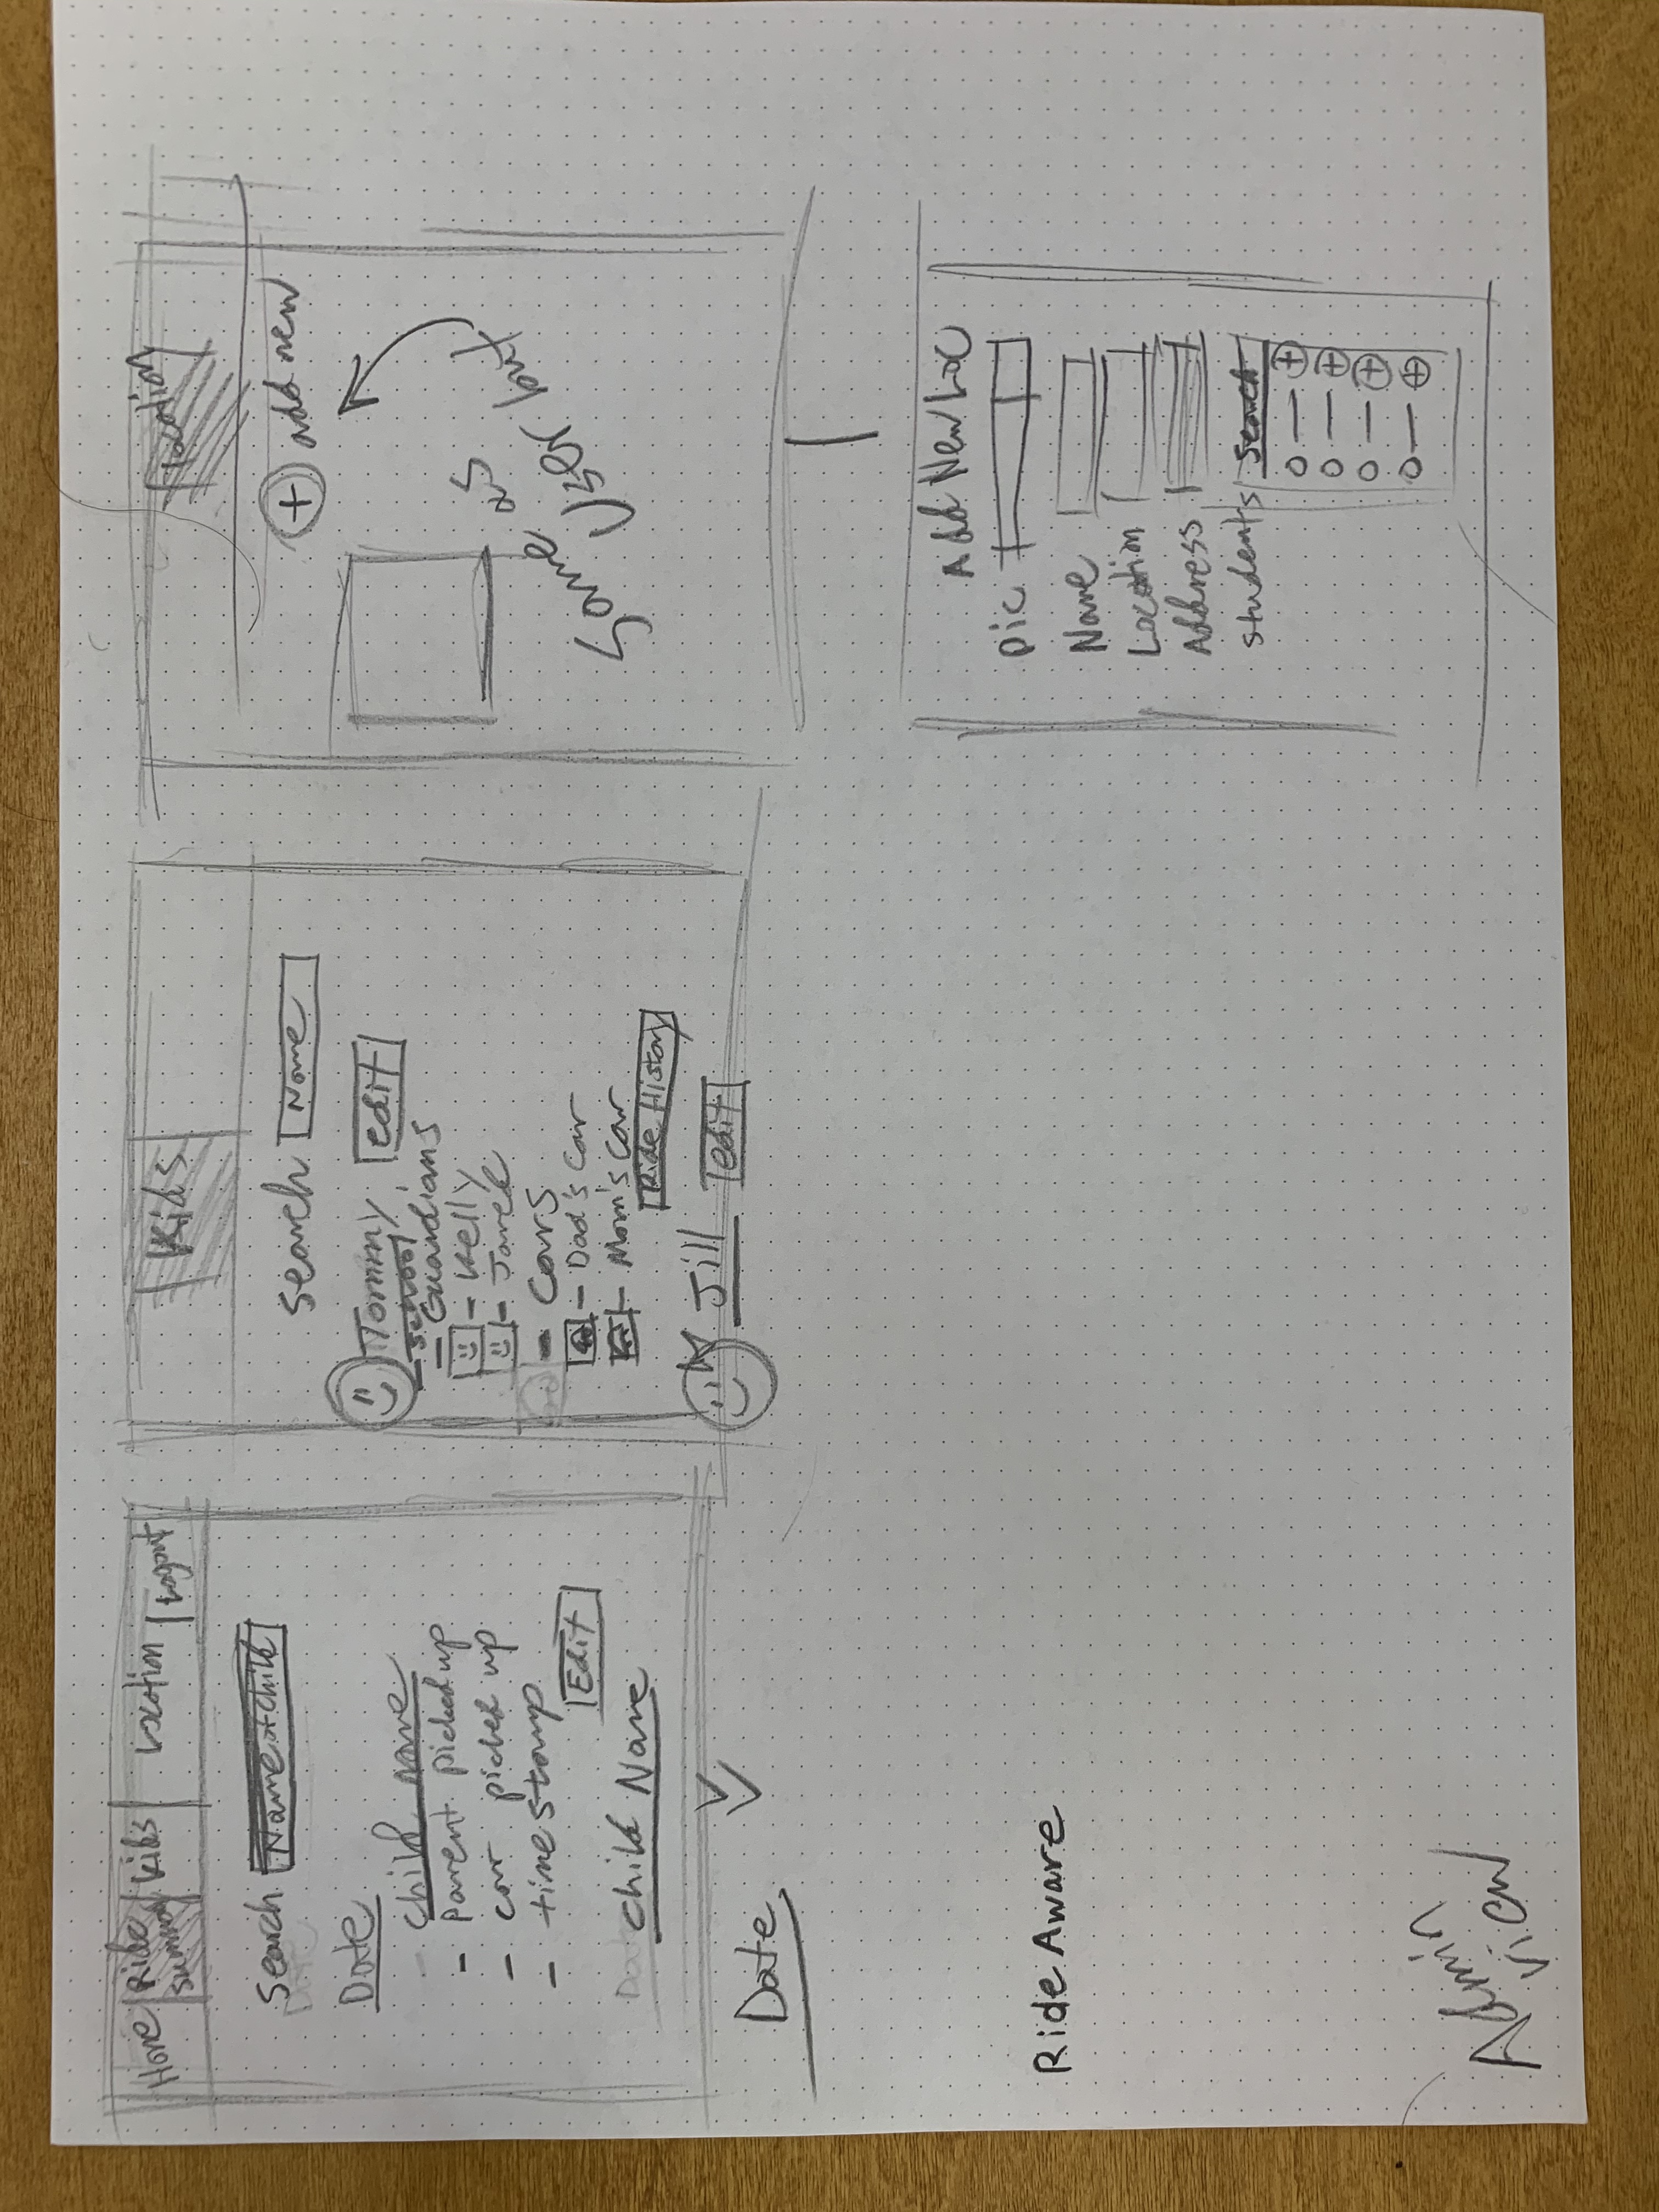 Home
Ride
Summary
Kids
Location
Logout
Search
Name of child
Date
Child name
- parent picked up
- car picked up
- time stamp
Edit
Child Name
Date
Ride Aware
Admin
View
Kids
Search
Name
Tommy
edit
- school
- Guardians
- Kelly
- Jane
- Cars
- Dad's Car
- Mom's Car
Ride History
Jill
edit
Location
+ add new
Same as
User
Add New Loc
Pic
Name
Location
Address
Students
Search